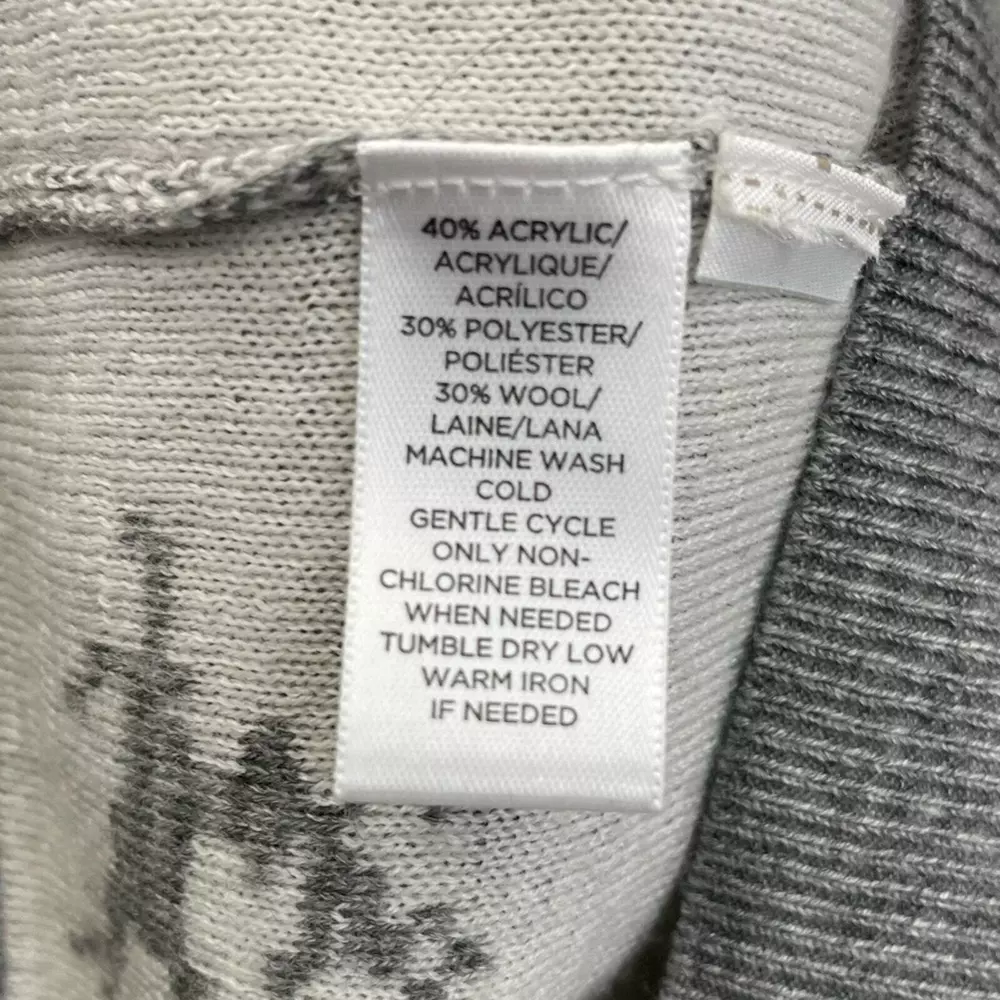 40% ACRYLIC/
ACRYLIQUE/
ACRÍLICO
30% POLYESTER/
POLIÉSTER
30% WOOL/
LAINE/LANA
MACHINE WASH
COLD
GENTLE CYCLE
ONLY NON-
CHLORINE BLEACH
WHEN NEEDED
TUMBLE DRY LOW
WARM IRON
IF NEEDED